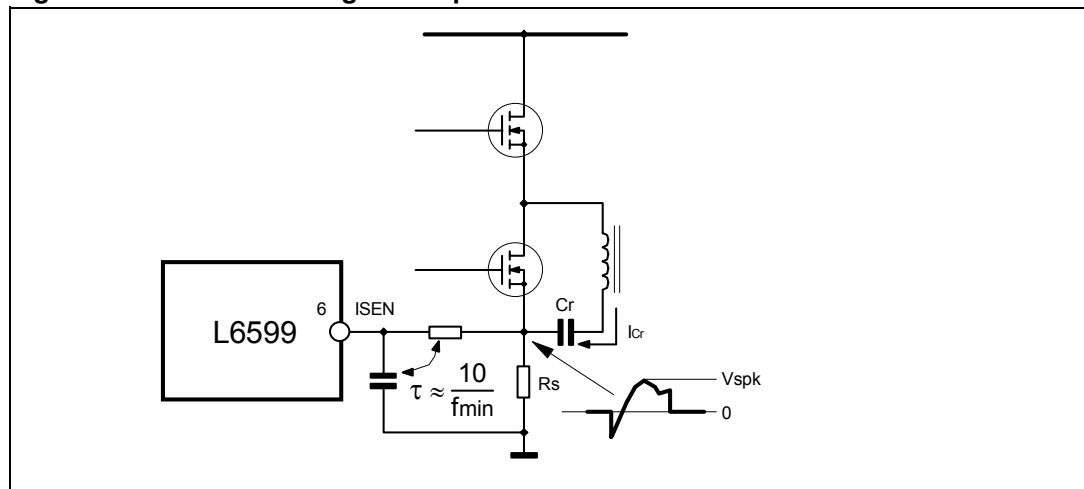 6 ISEN
L6599
Cr
ICr
τ ≈ 10
fmin
Rs
Vspk
0